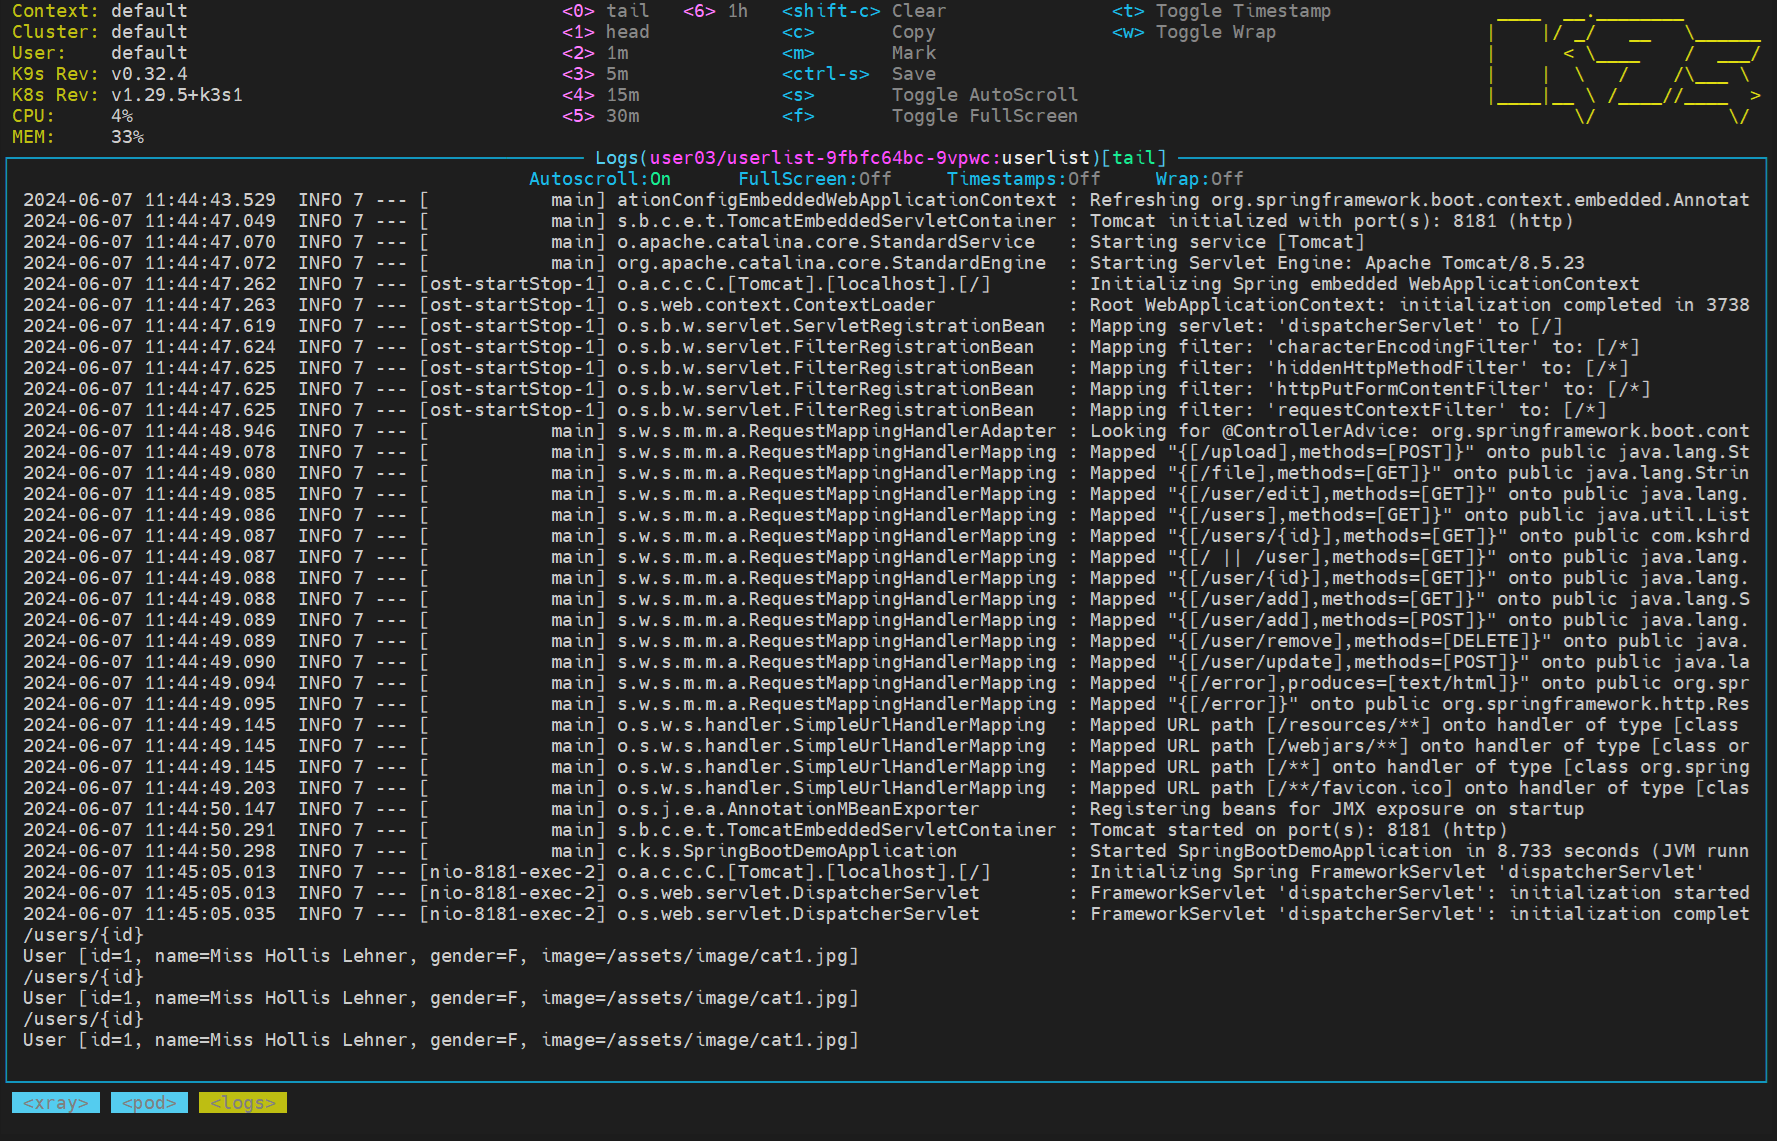 Context: default <0> tail <6> 1h <shift-c> Clear <t> Toggle Timestamp
Cluster: default <1> head <c> Copy <w> Toggle Wrap
User: default <2> 1m <m> Mark
K9s Rev: v0.32.4 <3> 5m <ctrl-s> Save
K8s Rev: v1.29.5+k3s1 <4> 15m <s> Toggle AutoScroll
CPU: 4% <5> 30m <f> Toggle FullScreen
MEM: 33%
Logs(user03/userlist-9fbfc64bc-9vpwc:userlist)[tail]
Autoscroll:On FullScreen:Off Timestamps:Off Wrap:Off
2024-06-07 11:44:43.529  INFO 7 --- [           main] ationConfigEmbeddedWebApplicationContext : Refreshing org.springframework.boot.context.embedded.Annotat
2024-06-07 11:44:47.049  INFO 7 --- [           main] s.b.c.e.t.TomcatEmbeddedServletContainer : Tomcat initialized with port(s): 8181 (http)
2024-06-07 11:44:47.070  INFO 7 --- [           main] o.apache.catalina.core.StandardService   : Starting service [Tomcat]
2024-06-07 11:44:47.072  INFO 7 --- [           main] org.apache.catalina.core.StandardEngine  : Starting Servlet Engine: Apache Tomcat/8.5.23
2024-06-07 11:44:47.262  INFO 7 --- [ost-startStop-1] o.a.c.c.C.[Tomcat].[localhost].[/]       : Initializing Spring embedded WebApplicationContext
2024-06-07 11:44:47.263  INFO 7 --- [ost-startStop-1] o.s.web.context.ContextLoader            : Root WebApplicationContext: initialization completed in 3738
2024-06-07 11:44:47.619  INFO 7 --- [ost-startStop-1] o.s.b.w.servlet.ServletRegistrationBean  : Mapping servlet: 'dispatcherServlet' to [/]
2024-06-07 11:44:47.624  INFO 7 --- [ost-startStop-1] o.s.b.w.servlet.FilterRegistrationBean   : Mapping filter: 'characterEncodingFilter' to: [/*]
2024-06-07 11:44:47.625  INFO 7 --- [ost-startStop-1] o.s.b.w.servlet.FilterRegistrationBean   : Mapping filter: 'hiddenHttpMethodFilter' to: [/*]
2024-06-07 11:44:47.625  INFO 7 --- [ost-startStop-1] o.s.b.w.servlet.FilterRegistrationBean   : Mapping filter: 'httpPutFormContentFilter' to: [/*]
2024-06-07 11:44:47.625  INFO 7 --- [ost-startStop-1] o.s.b.w.servlet.FilterRegistrationBean   : Mapping filter: 'requestContextFilter' to: [/*]
2024-06-07 11:44:48.946  INFO 7 --- [           main] s.w.s.m.m.a.RequestMappingHandlerAdapter : Looking for @ControllerAdvice: org.springframework.boot.cont
2024-06-07 11:44:49.078  INFO 7 --- [           main] s.w.s.m.m.a.RequestMappingHandlerMapping : Mapped "{[/upload],methods=[POST]}" onto public java.lang.St
2024-06-07 11:44:49.080  INFO 7 --- [           main] s.w.s.m.m.a.RequestMappingHandlerMapping : Mapped "{[/file],methods=[GET]}" onto public java.lang.Strin
2024-06-07 11:44:49.085  INFO 7 --- [           main] s.w.s.m.m.a.RequestMappingHandlerMapping : Mapped "{[/user/edit],methods=[GET]}" onto public java.lang.
2024-06-07 11:44:49.086  INFO 7 --- [           main] s.w.s.m.m.a.RequestMappingHandlerMapping : Mapped "{[/users],methods=[GET]}" onto public java.util.List
2024-06-07 11:44:49.087  INFO 7 --- [           main] s.w.s.m.m.a.RequestMappingHandlerMapping : Mapped "{[/users/{id}],methods=[GET]}" onto public com.kshrd
2024-06-07 11:44:49.087  INFO 7 --- [           main] s.w.s.m.m.a.RequestMappingHandlerMapping : Mapped "{[/ || /user],methods=[GET]}" onto public java.lang.
2024-06-07 11:44:49.088  INFO 7 --- [           main] s.w.s.m.m.a.RequestMappingHandlerMapping : Mapped "{[/user/{id}],methods=[GET]}" onto public java.lang.
2024-06-07 11:44:49.088  INFO 7 --- [           main] s.w.s.m.m.a.RequestMappingHandlerMapping : Mapped "{[/user/add],methods=[GET]}" onto public java.lang.S
2024-06-07 11:44:49.089  INFO 7 --- [           main] s.w.s.m.m.a.RequestMappingHandlerMapping : Mapped "{[/user/add],methods=[POST]}" onto public java.lang.
2024-06-07 11:44:49.089  INFO 7 --- [           main] s.w.s.m.m.a.RequestMappingHandlerMapping : Mapped "{[/user/remove],methods=[DELETE]}" onto public java.
2024-06-07 11:44:49.090  INFO 7 --- [           main] s.w.s.m.m.a.RequestMappingHandlerMapping : Mapped "{[/user/update],methods=[POST]}" onto public java.la
2024-06-07 11:44:49.094  INFO 7 --- [           main] s.w.s.m.m.a.RequestMappingHandlerMapping : Mapped "{[/error],produces=[text/html]}" onto public org.spr
2024-06-07 11:44:49.095  INFO 7 --- [           main] s.w.s.m.m.a.RequestMappingHandlerMapping : Mapped "{[/error]}" onto public org.springframework.http.Res
2024-06-07 11:44:49.145  INFO 7 --- [           main] o.s.w.s.handler.SimpleUrlHandlerMapping  : Mapped URL path [/resources/**] onto handler of type [class
2024-06-07 11:44:49.145  INFO 7 --- [           main] o.s.w.s.handler.SimpleUrlHandlerMapping  : Mapped URL path [/webjars/**] onto handler of type [class or
2024-06-07 11:44:49.145  INFO 7 --- [           main] o.s.w.s.handler.SimpleUrlHandlerMapping  : Mapped URL path [/**] onto handler of type [class org.spring
2024-06-07 11:44:49.203  INFO 7 --- [           main] o.s.w.s.handler.SimpleUrlHandlerMapping  : Mapped URL path [/**/favicon.ico] onto handler of type [clas
2024-06-07 11:44:50.147  INFO 7 --- [           main] o.s.j.e.a.AnnotationMBeanExporter        : Registering beans for JMX exposure on startup
2024-06-07 11:44:50.291  INFO 7 --- [           main] s.b.c.e.t.TomcatEmbeddedServletContainer : Tomcat started on port(s): 8181 (http)
2024-06-07 11:44:50.298  INFO 7 --- [           main] c.k.s.SpringBootDemoApplication          : Started SpringBootDemoApplication in 8.733 seconds (JVM runn
2024-06-07 11:45:05.013  INFO 7 --- [nio-8181-exec-2] o.a.c.c.C.[Tomcat].[localhost].[/]       : Initializing Spring FrameworkServlet 'dispatcherServlet'
2024-06-07 11:45:05.013  INFO 7 --- [nio-8181-exec-2] o.s.web.servlet.DispatcherServlet        : FrameworkServlet 'dispatcherServlet': initialization started
2024-06-07 11:45:05.035  INFO 7 --- [nio-8181-exec-2] o.s.web.servlet.DispatcherServlet        : FrameworkServlet 'dispatcherServlet': initialization complet
/users/{id}
User [id=1, name=Miss Hollis Lehner, gender=F, image=/assets/image/cat1.jpg]
/users/{id}
User [id=1, name=Miss Hollis Lehner, gender=F, image=/assets/image/cat1.jpg]
/users/{id}
User [id=1, name=Miss Hollis Lehner, gender=F, image=/assets/image/cat1.jpg]
<xray> <pod> <logs>